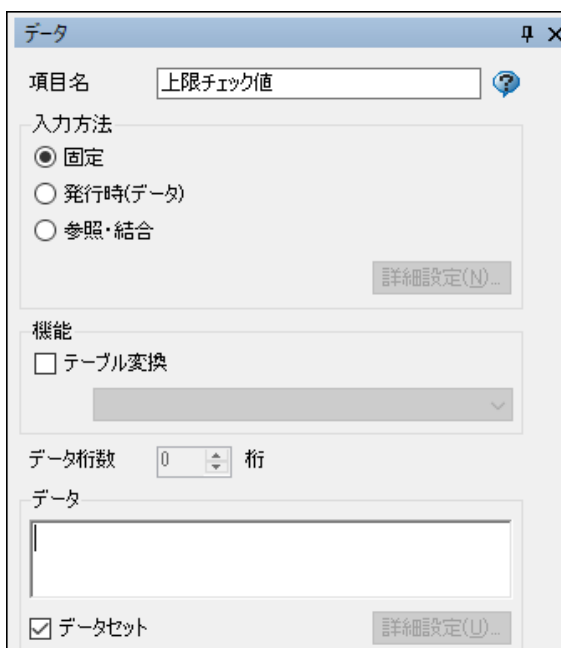 データ
項目名 上限チェック値
入力方法
固定
発行時(データ)
参照・結合
詳細設定(N)...
機能
テーブル変換
データ桁数 0 桁
データ
データセット 詳細設定(U)...